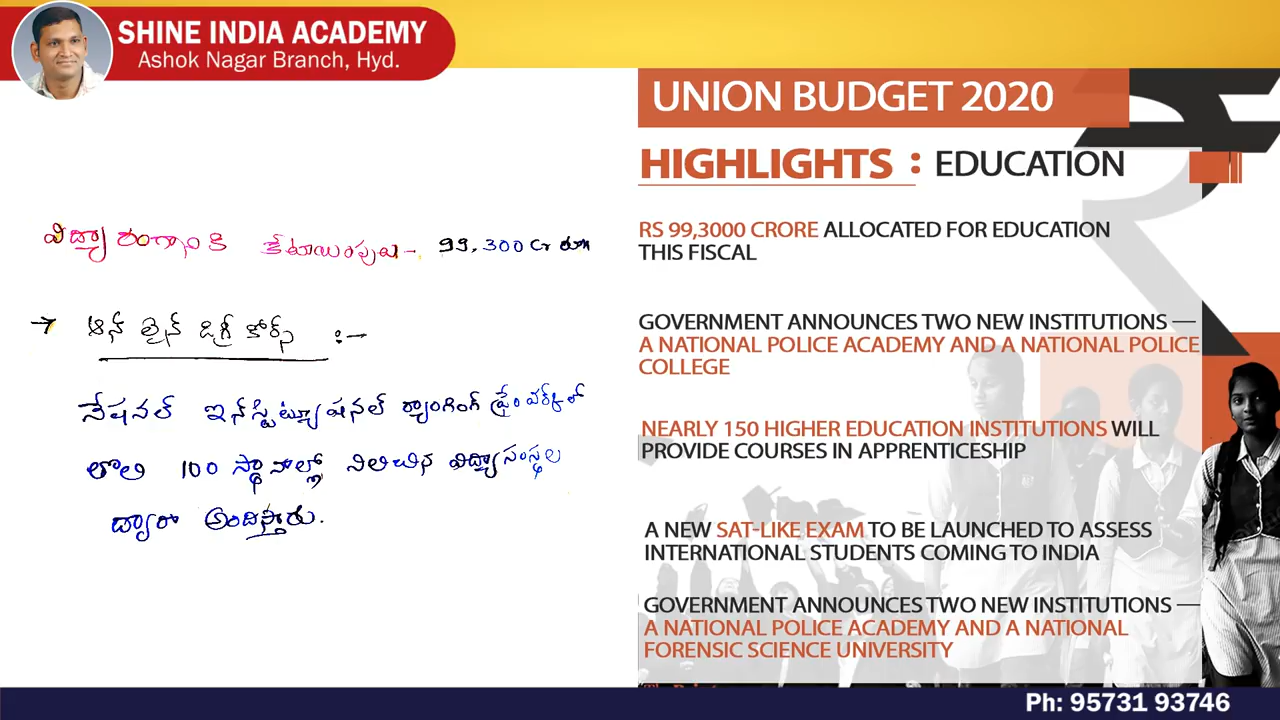 SHINE INDIA ACADEMY
Ashok Nagar Branch, Hyd.
విద్యా రంగానికి కేటాయింపులు - 99,300 Cr రూ॥
→ ఆన్ లైన్ డిగ్రీ కోర్స్ :-
నేషనల్ ఇన్‌స్టిట్యూషనల్ ర్యాంగింగ్ ఫ్రేంవర్క్‌లో
తొలి 100 స్థానాల్లో నిలిచిన విద్యాసంస్థల
ద్వారా అందిస్తారు.
UNION BUDGET 2020
HIGHLIGHTS : EDUCATION
RS 99,3000 CRORE ALLOCATED FOR EDUCATION
THIS FISCAL
GOVERNMENT ANNOUNCES TWO NEW INSTITUTIONS —
A NATIONAL POLICE ACADEMY AND A NATIONAL POLICE
COLLEGE
NEARLY 150 HIGHER EDUCATION INSTITUTIONS WILL
PROVIDE COURSES IN APPRENTICESHIP
A NEW SAT-LIKE EXAM TO BE LAUNCHED TO ASSESS
INTERNATIONAL STUDENTS COMING TO INDIA
GOVERNMENT ANNOUNCES TWO NEW INSTITUTIONS —
A NATIONAL POLICE ACADEMY AND A NATIONAL
FORENSIC SCIENCE UNIVERSITY
Ph: 95731 93746